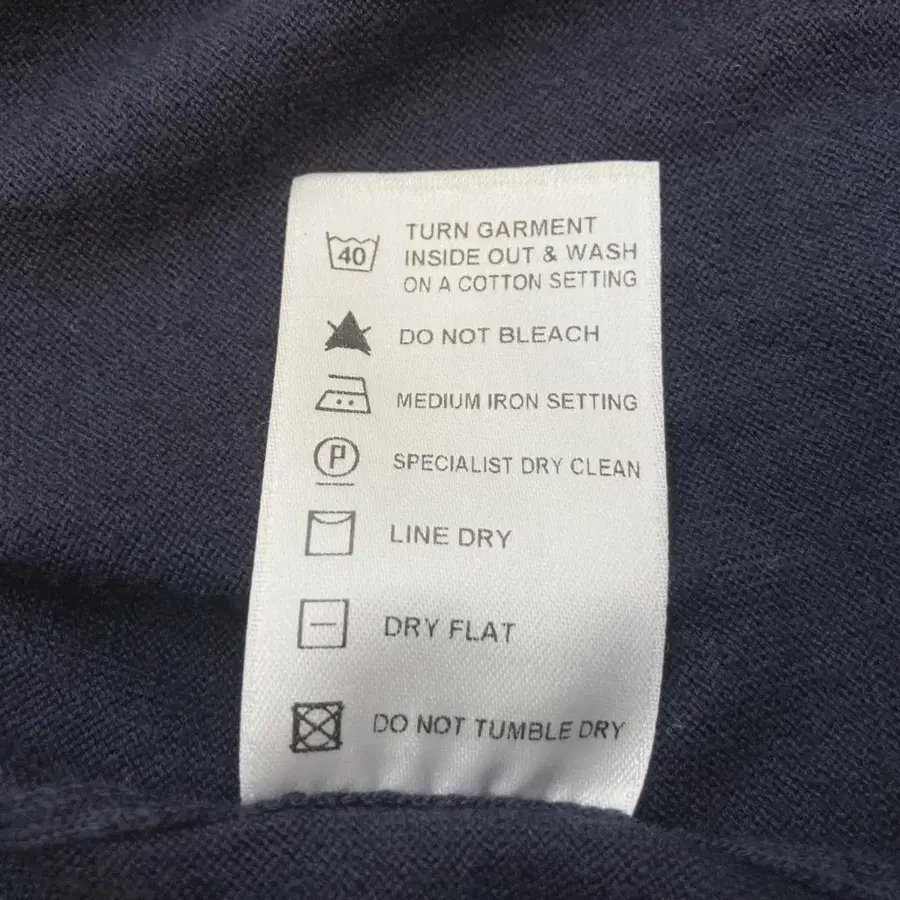 40
TURN GARMENT
INSIDE OUT & WASH
ON A COTTON SETTING
DO NOT BLEACH
MEDIUM IRON SETTING
P
SPECIALIST DRY CLEAN
LINE DRY
DRY FLAT
DO NOT TUMBLE DRY